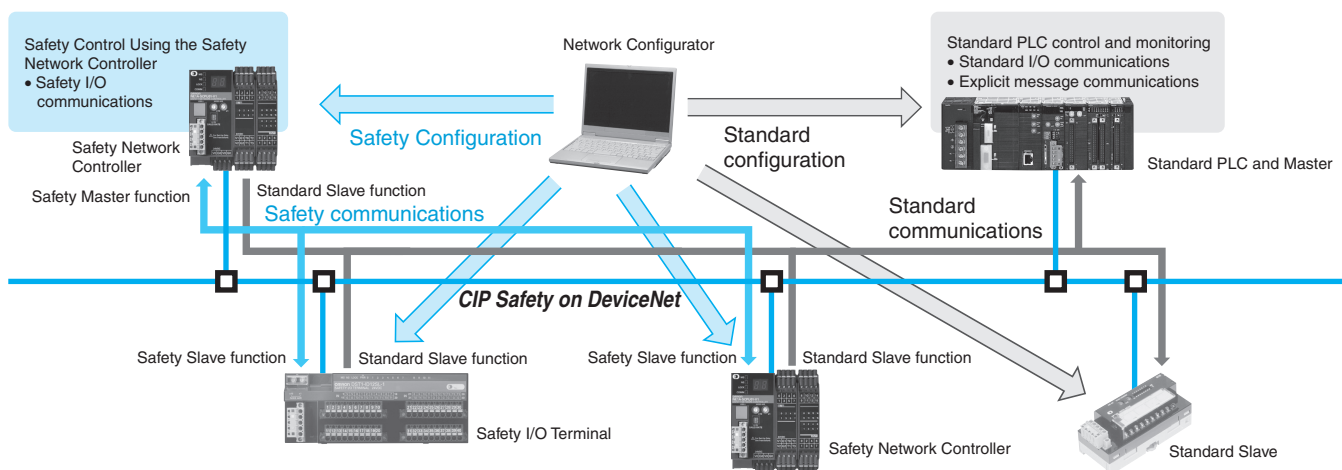 Safety Control Using the Safety
Network Controller
• Safety I/O
communications
Network Configurator
Standard PLC control and monitoring
• Standard I/O communications
• Explicit message communications
Safety Configuration
Standard
configuration
Safety Network
Controller
Standard PLC and Master
Safety Master function
Standard Slave function
Safety communications
Standard
communications
CIP Safety on DeviceNet
Safety Slave function
Standard Slave function
Safety Slave function
Standard Slave function
Safety I/O Terminal
Safety Network Controller
Standard Slave